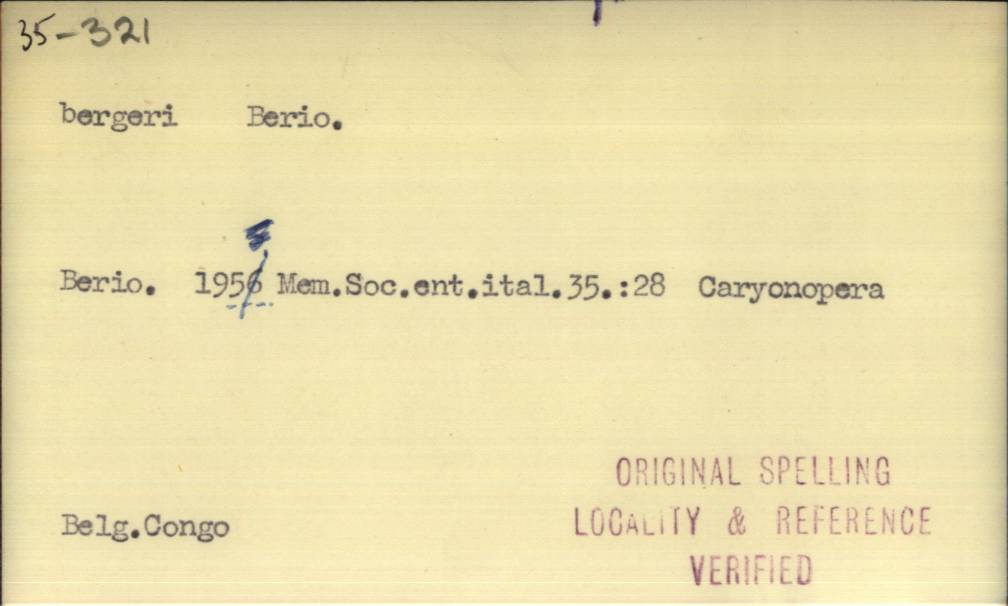 35-321
bergeri Berio.
Berio. 1956 Mem.Soc.ent.ital.35.:28 Caryonopera
ORIGINAL SPELLING
Belg.Congo
LOCALITY & REFERENCE
VERIFIED